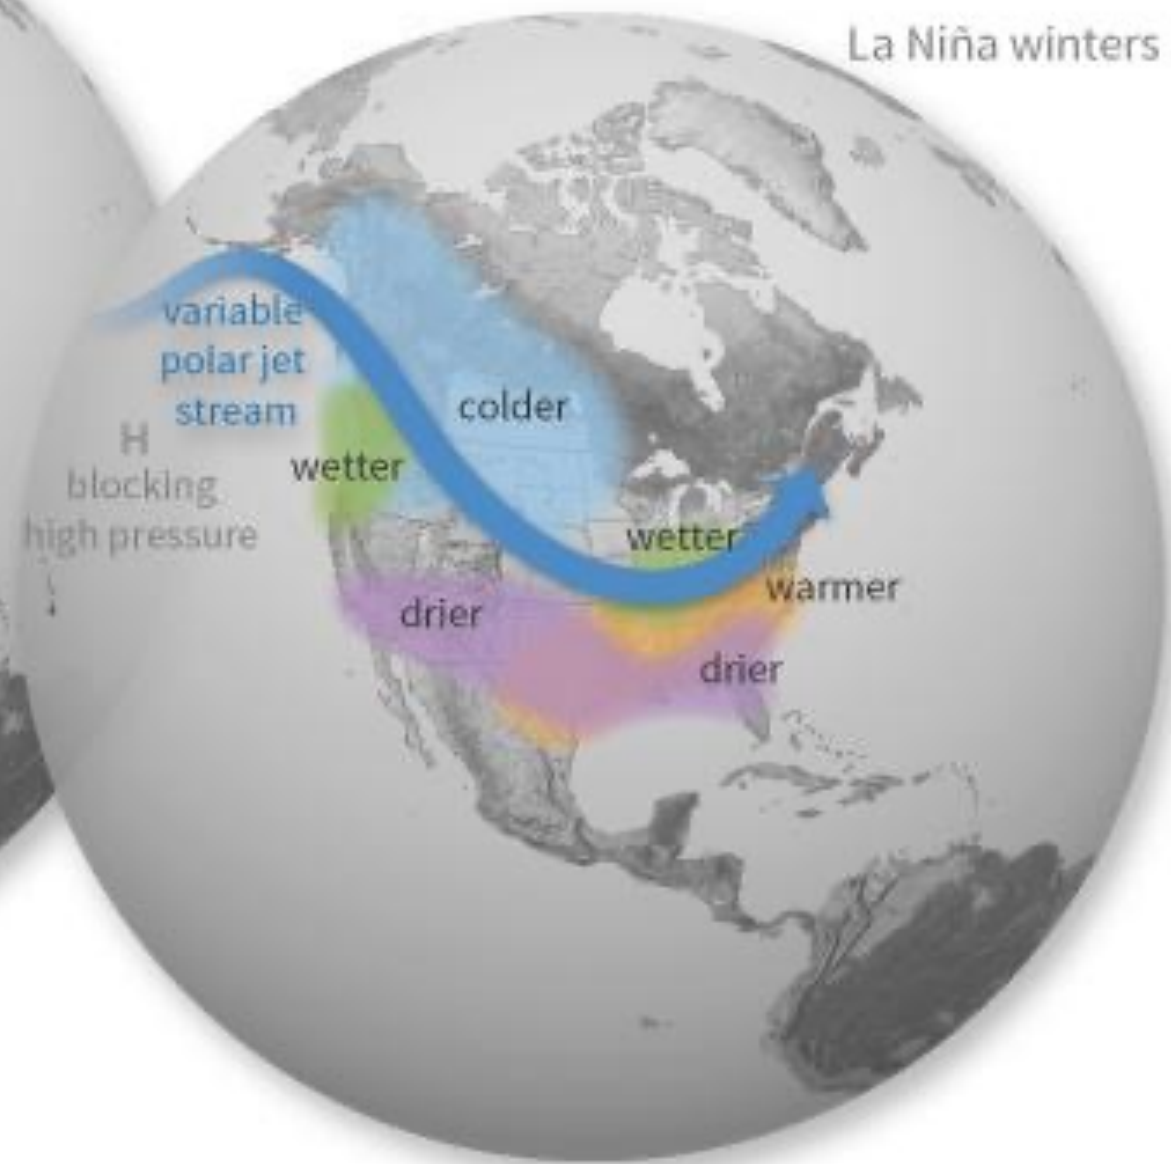 La Niña winters
variable
polar jet
stream
colder
H
blocking
high pressure
wetter
wetter
warmer
drier
drier